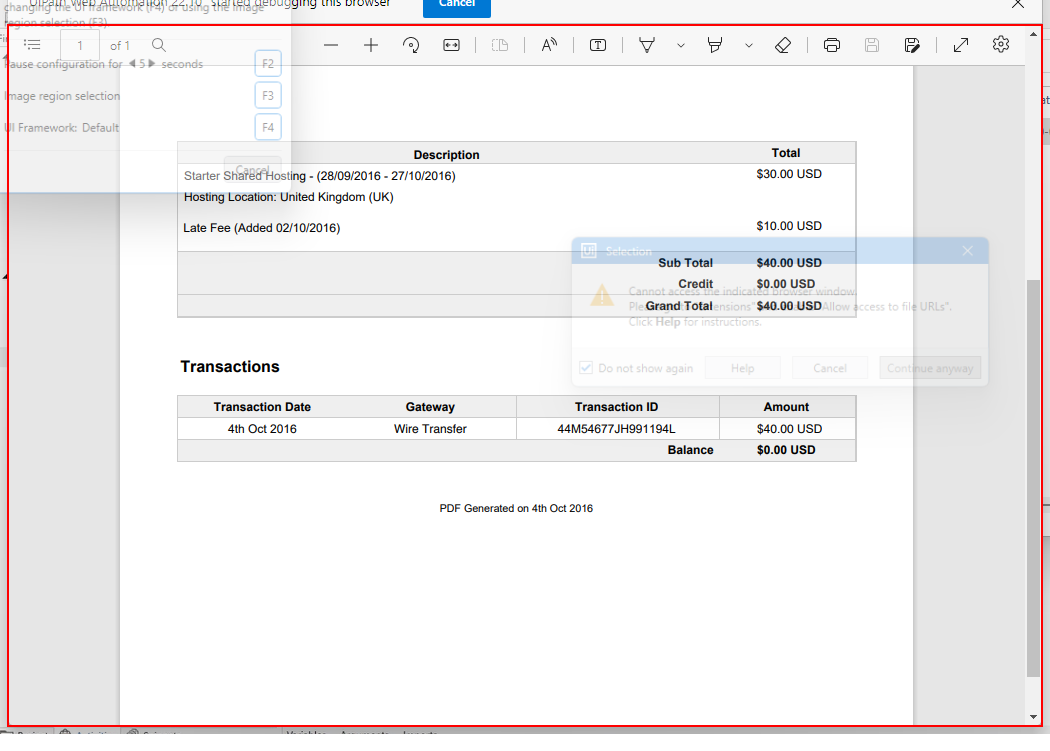 UiPath Web Automation 22.10" started debugging this browser
Cancel
changing the UI framework (F4) or using the image
region selection (F3).
1 of 1
Pause configuration for 5 seconds F2
Image region selection F3
UI Framework: Default F4
Cancel
Description Total
Starter Shared Hosting - (28/09/2016 - 27/10/2016) $30.00 USD
Hosting Location: United Kingdom (UK)
Late Fee (Added 02/10/2016) $10.00 USD
Selection
Sub Total $40.00 USD
Credit $0.00 USD
Grand Total $40.00 USD
Cannot access the indicated browser window.
"Allow access to file URLs".
Click Help for instructions.
Do not show again Help Cancel Continue anyway
Transactions
Transaction Date Gateway Transaction ID Amount
4th Oct 2016 Wire Transfer 44M54677JH991194L $40.00 USD
Balance $0.00 USD
PDF Generated on 4th Oct 2016